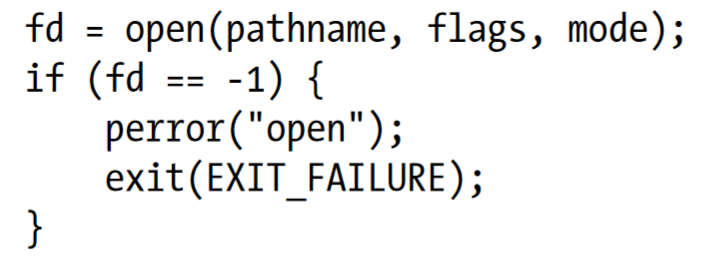 fd = open(pathname, flags, mode);
if (fd == -1) {
    perror("open");
    exit(EXIT_FAILURE);
}